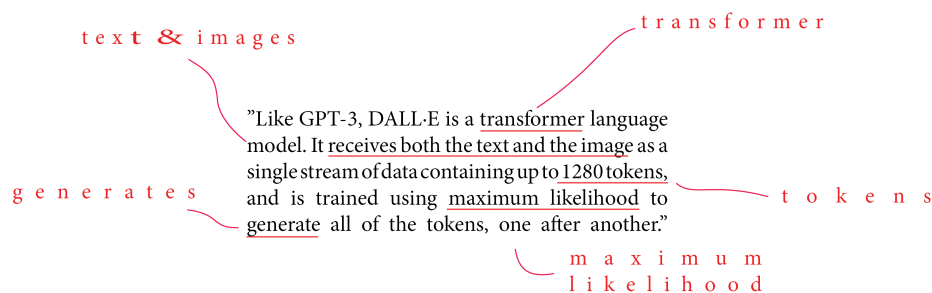 transformer
text & images
”Like GPT-3, DALL·E is a transformer language
model. It receives both the text and the image as a
single stream of data containing up to 1280 tokens,
and is trained using maximum likelihood to
generate all of the tokens, one after another.”
generates
tokens
maximum
likelihood